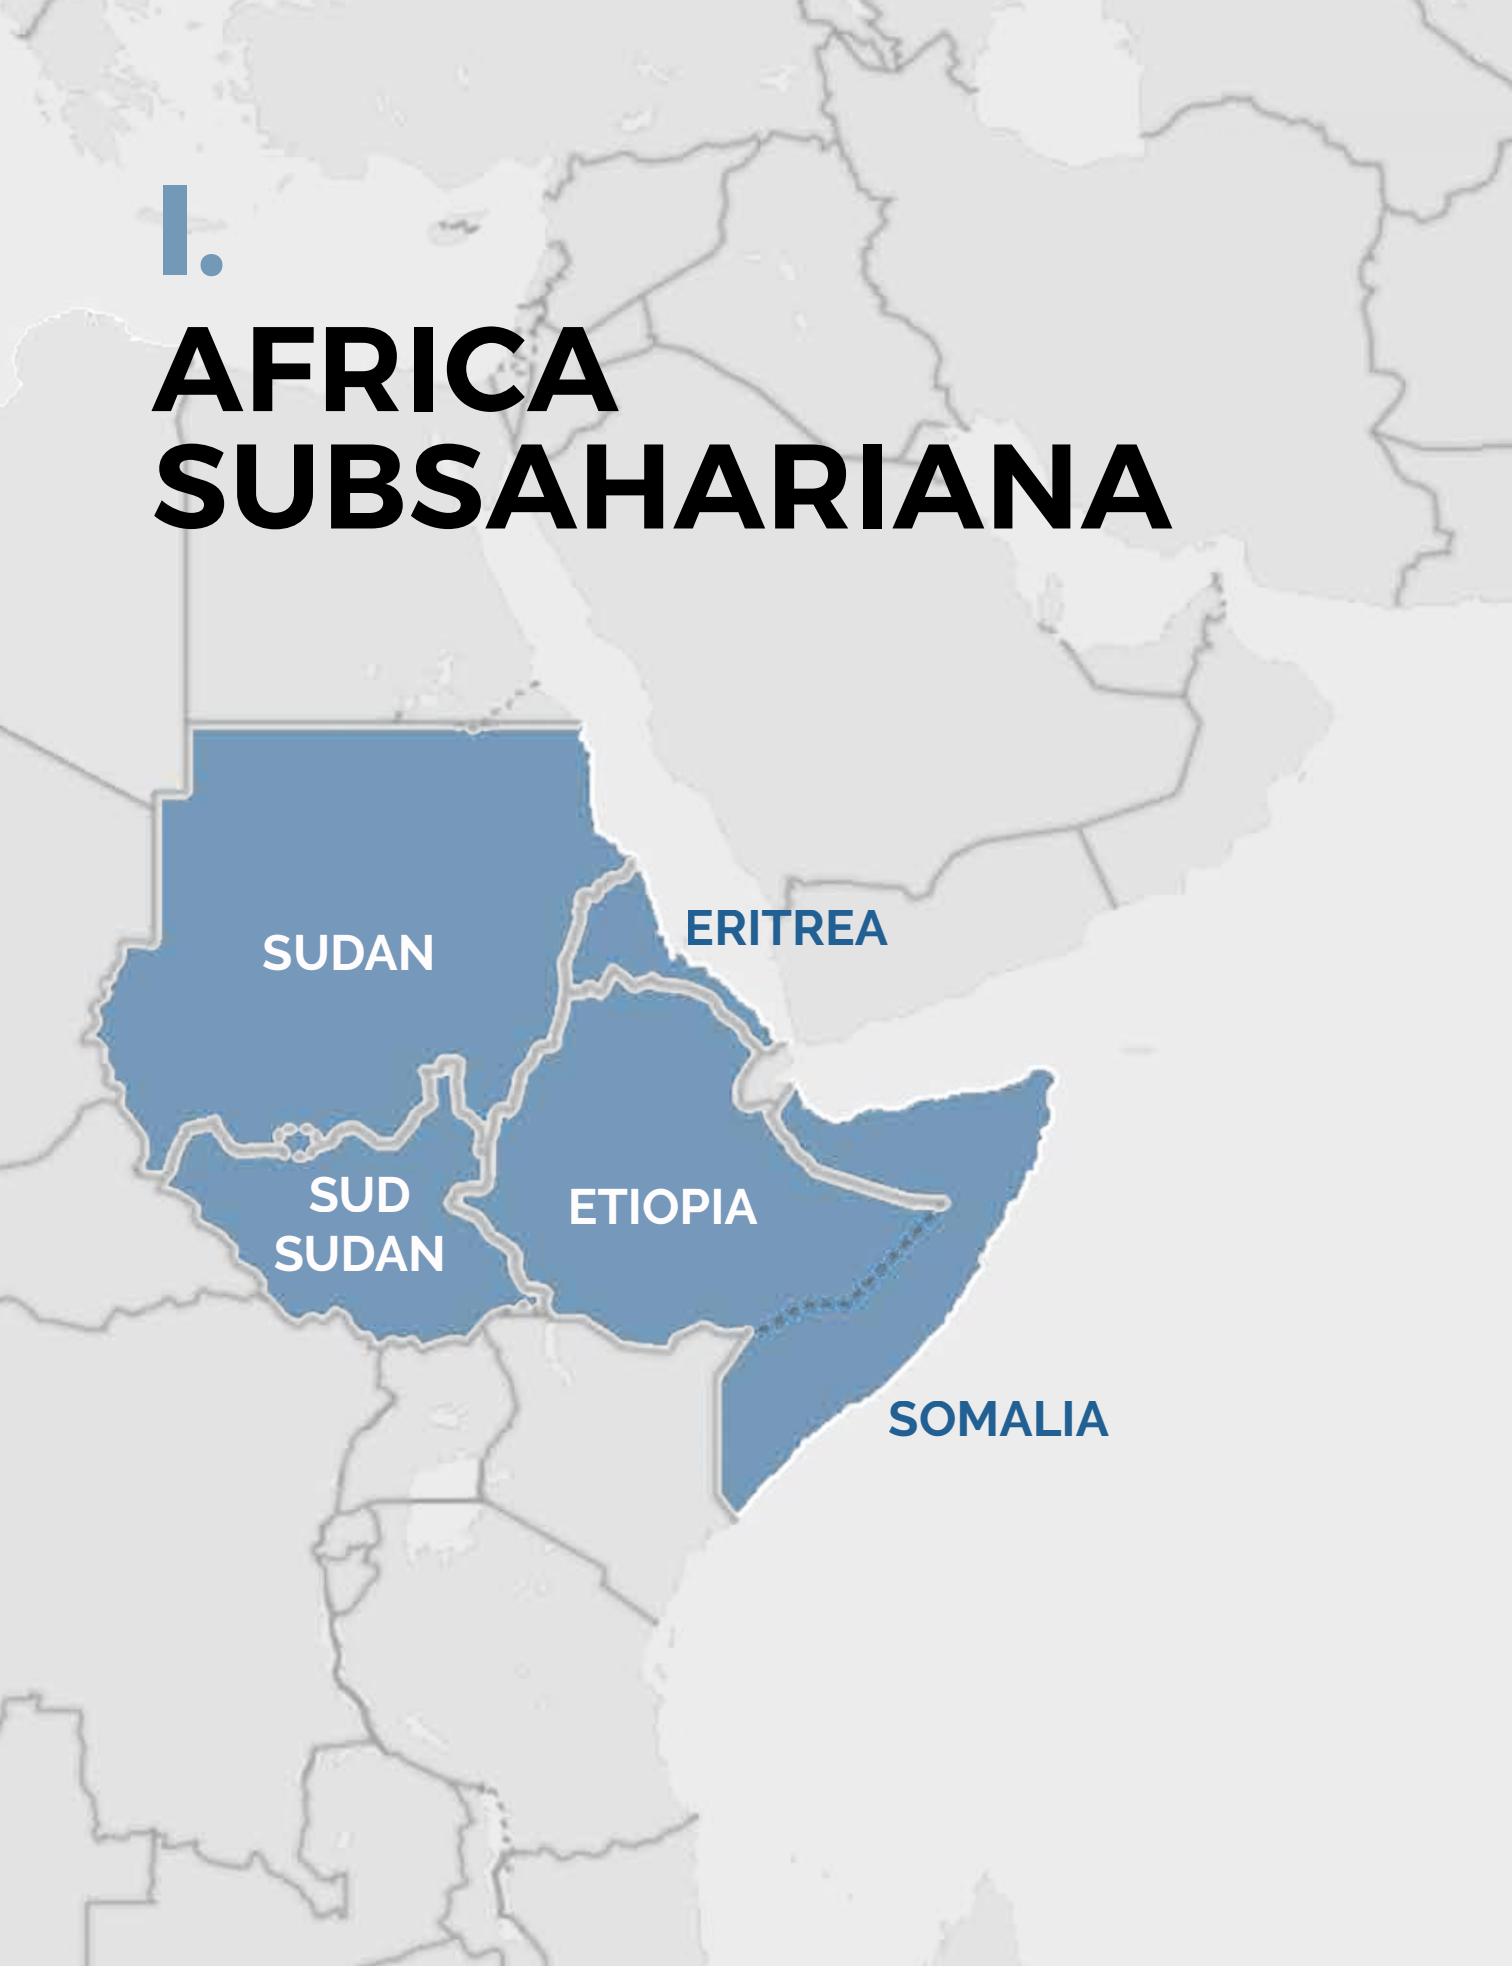 I.
AFRICA
SUBSAHARIANA
ERITREA
SUDAN
SUD
SUDAN
ETIOPIA
SOMALIA